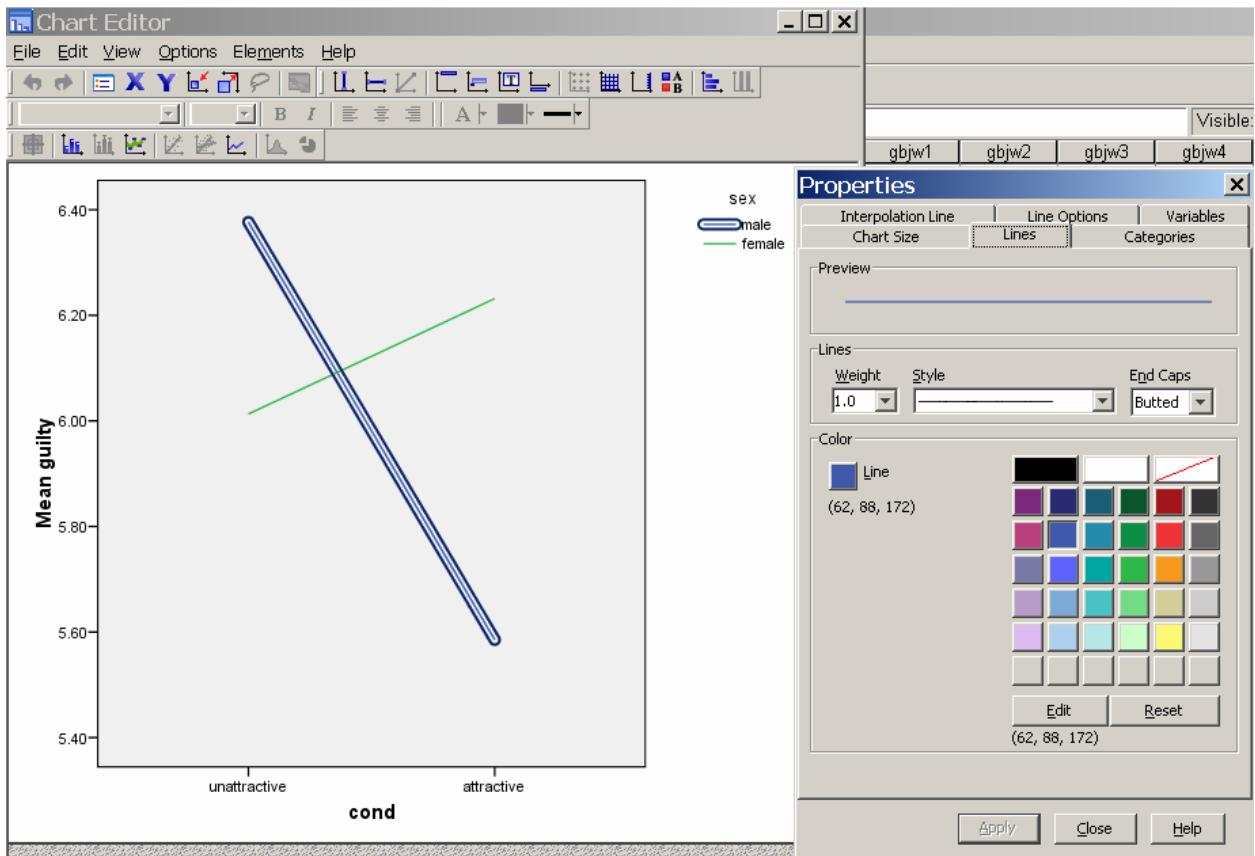 Chart Editor
File Edit View Options Elements Help
B I A
Visible:
gbjw1 gbjw2 gbjw3 gbjw4
sex
male
female
6.40
6.20
6.00
5.80
5.60
5.40
Mean guilty
unattractive attractive
cond
Properties
Interpolation Line Line Options Variables
Chart Size Lines Categories
Preview
Lines
Weight Style End Caps
1.0 Butted
Color
Line
(62, 88, 172)
Edit Reset
(62, 88, 172)
Apply Close Help